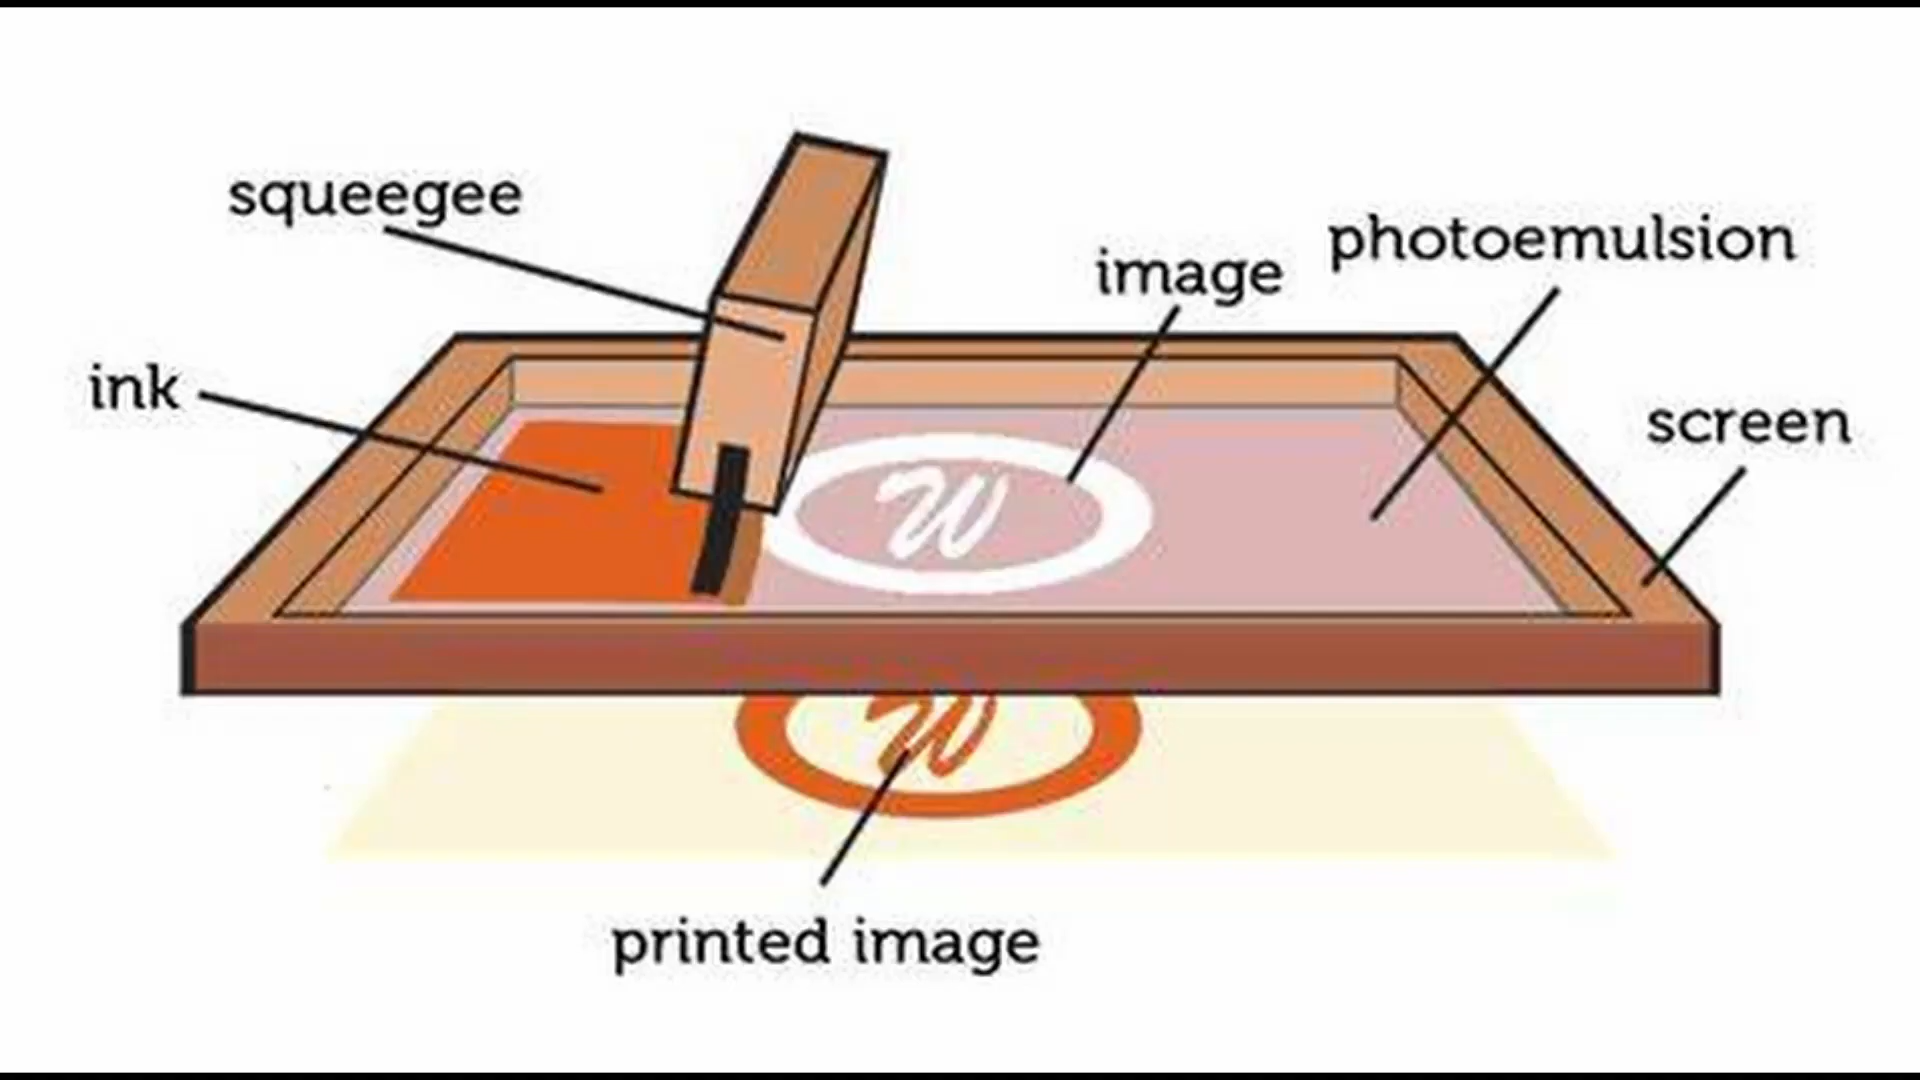 squeegee
image
photoemulsion
ink
screen
W
W
printed image